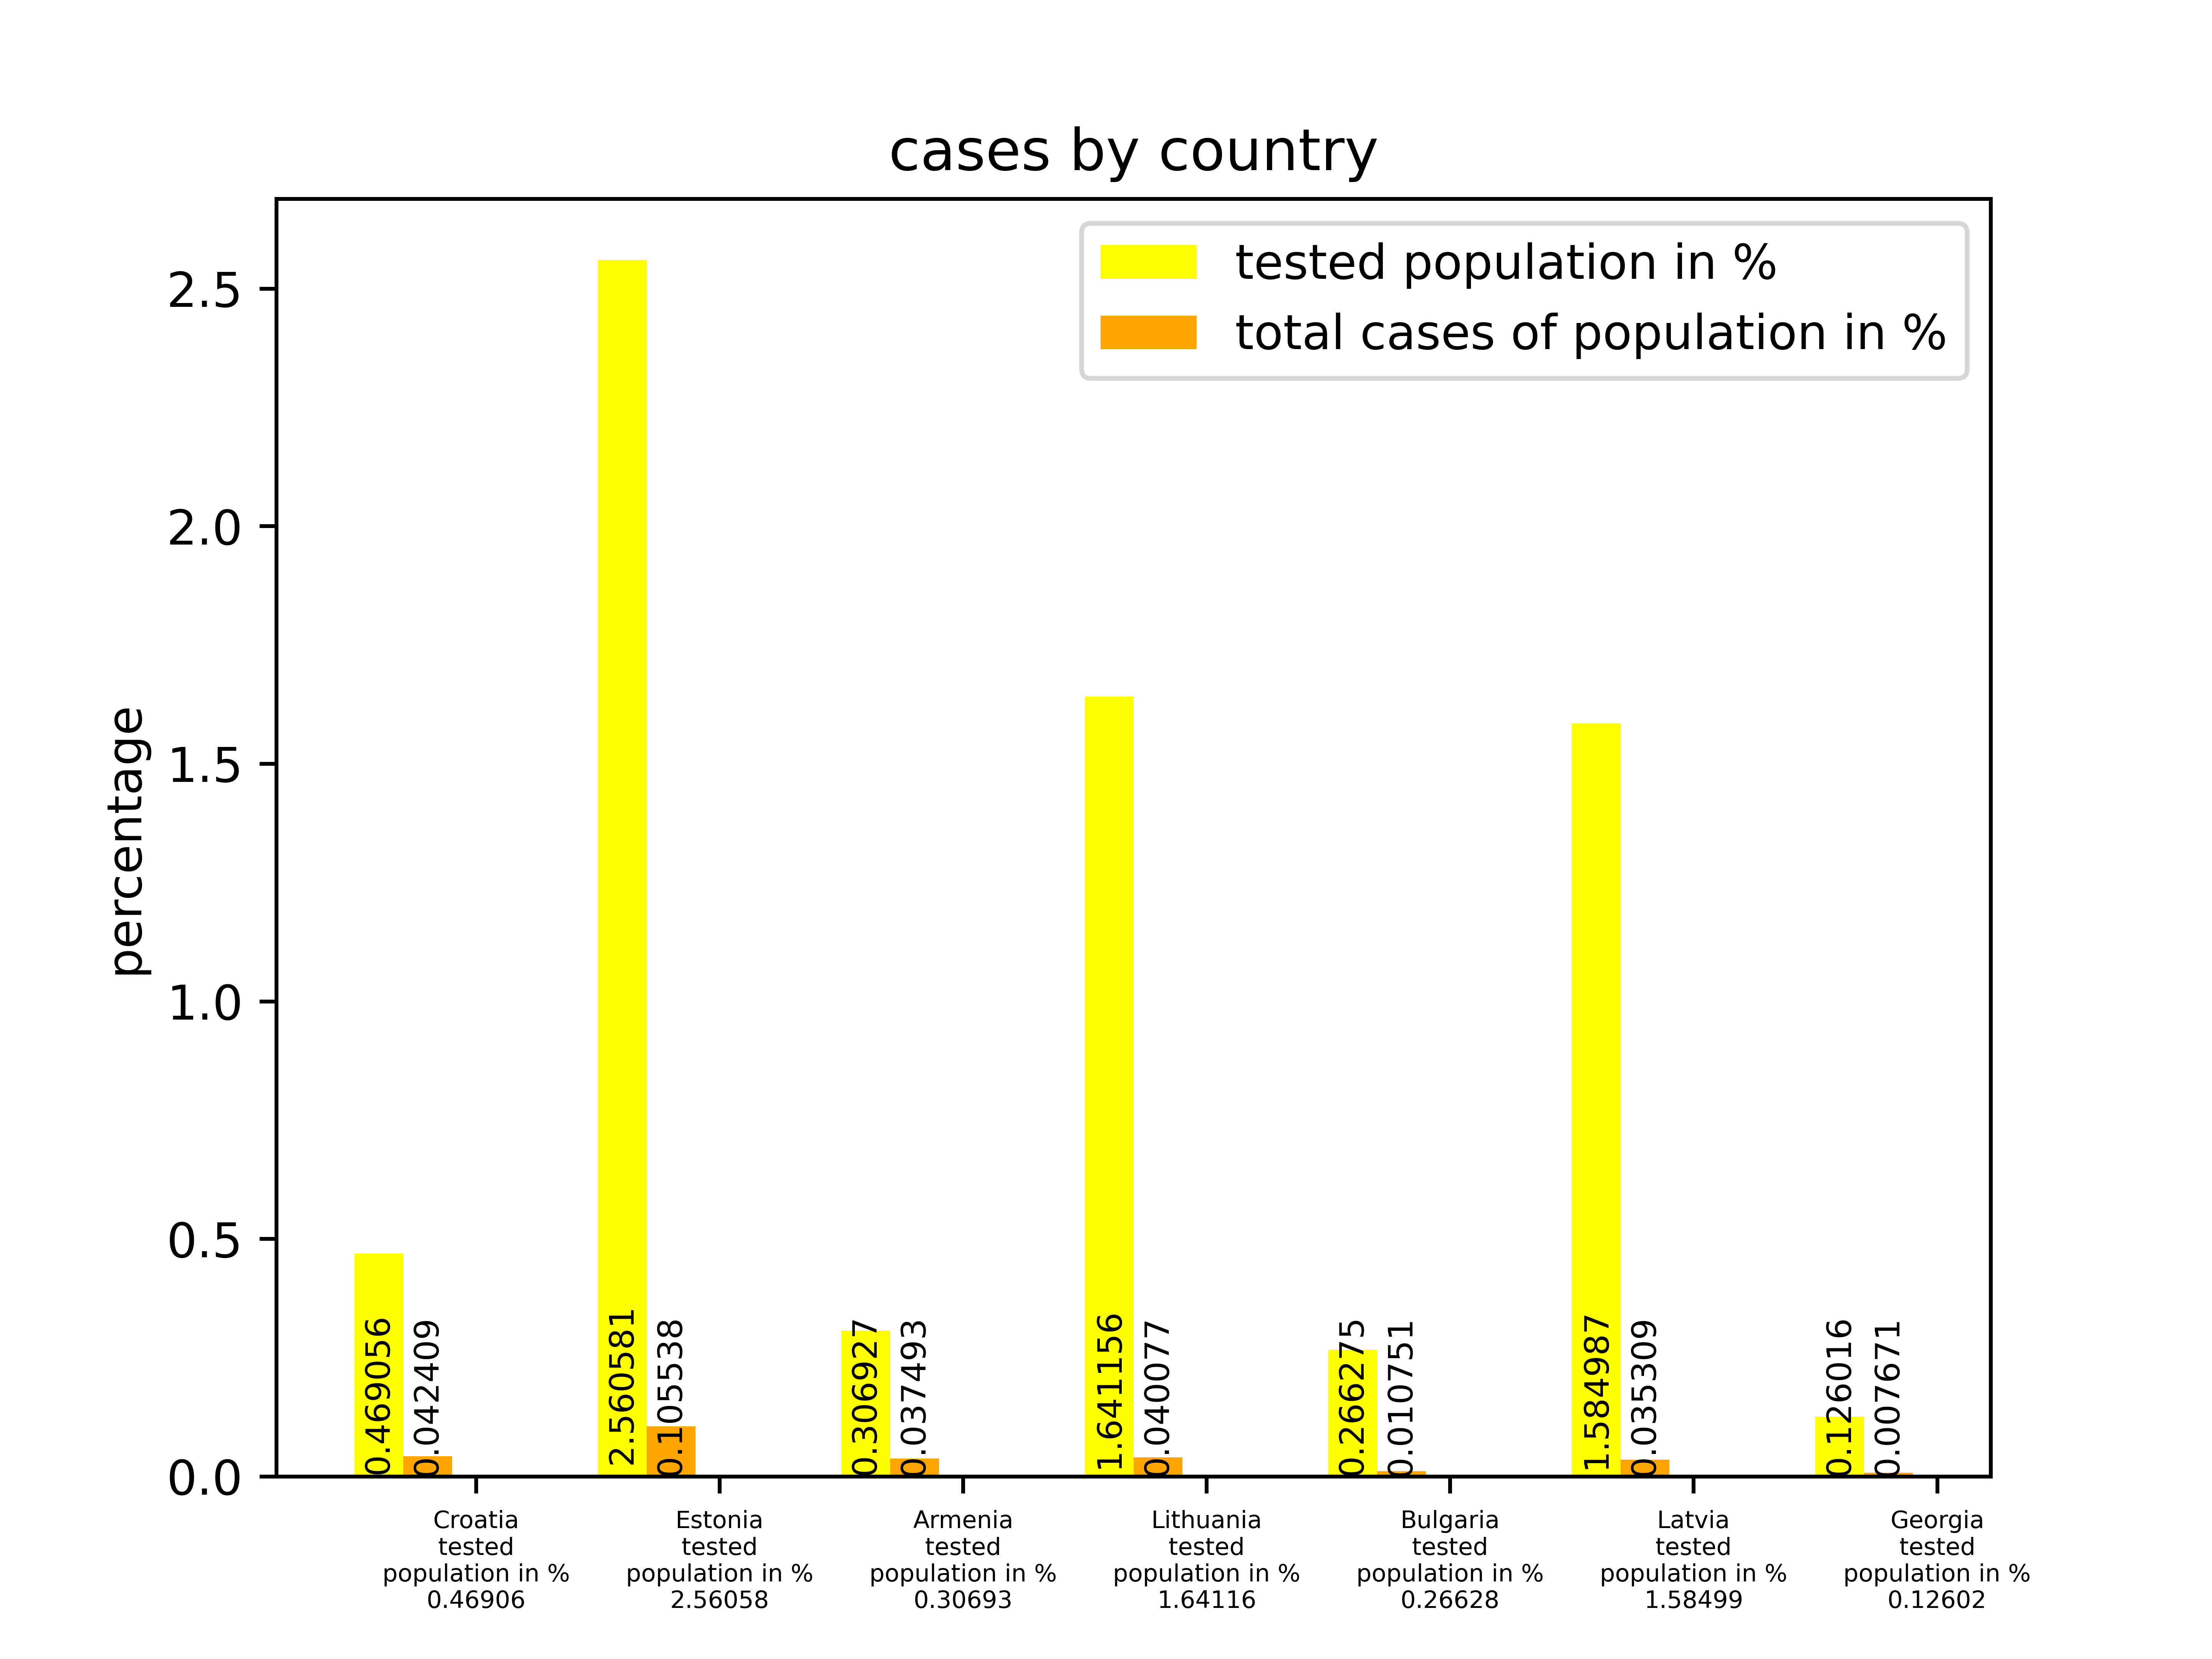 cases by country
tested population in %
total cases of population in %
percentage
2.5
2.0
1.5
1.0
0.5
0.0
0.469056
0.042409
2.560581
0.105538
0.306927
0.037493
1.641156
0.040077
0.266275
0.010751
1.584987
0.035309
0.126016
0.007671
Croatia
tested
population in %
0.46906
Estonia
tested
population in %
2.56058
Armenia
tested
population in %
0.30693
Lithuania
tested
population in %
1.64116
Bulgaria
tested
population in %
0.26628
Latvia
tested
population in %
1.58499
Georgia
tested
population in %
0.12602